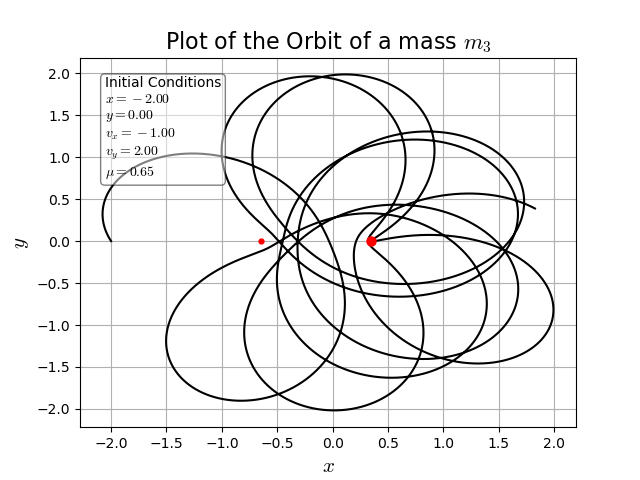 Plot of the Orbit of a mass m₃
Initial Conditions
x = −2.00
y = 0.00
vₓ = −1.00
v_y = 2.00
μ = 0.65
2.0
1.5
1.0
0.5
0.0
−0.5
−1.0
−1.5
−2.0
y
−2.0 −1.5 −1.0 −0.5 0.0 0.5 1.0 1.5 2.0
x